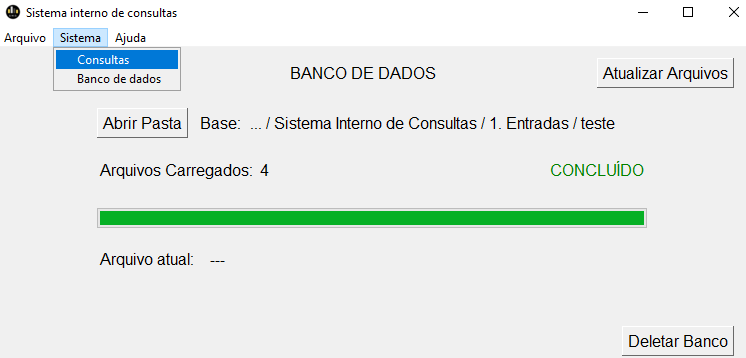 Sistema interno de consultas
Arquivo Sistema Ajuda
Consultas
Banco de dados
BANCO DE DADOS
Atualizar Arquivos
Abrir Pasta Base: ... / Sistema Interno de Consultas / 1. Entradas / teste
Arquivos Carregados: 4 CONCLUÍDO
Arquivo atual: ---
Deletar Banco